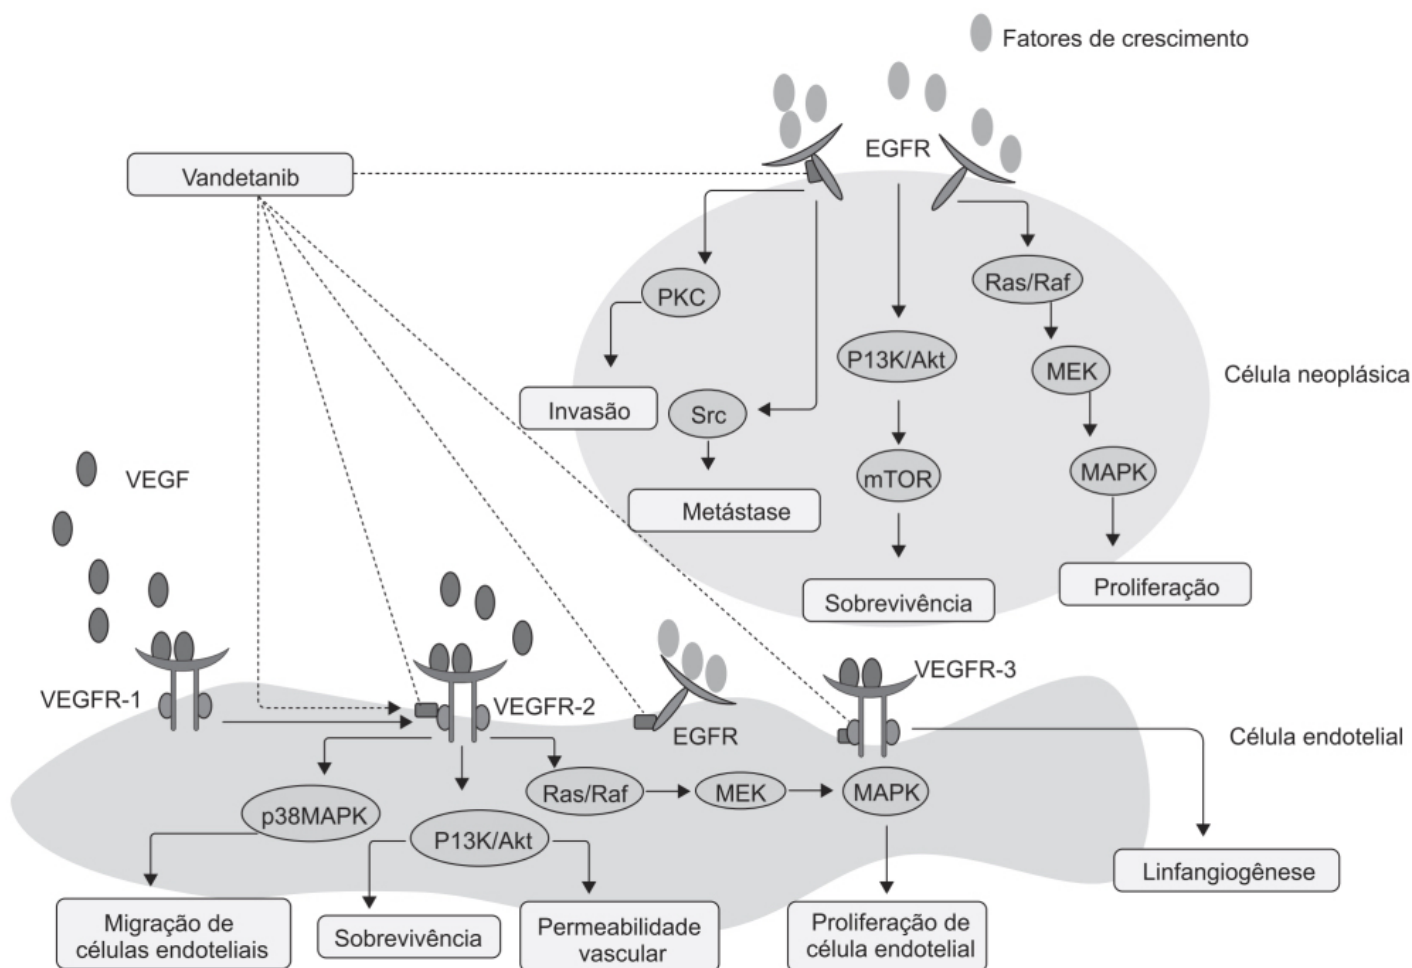 Fatores de crescimento
EGFR
Vandetanib
PKC
Ras/Raf
P13K/Akt
MEK
Célula neoplásica
Invasão
Src
MAPK
mTOR
VEGF
Metástase
Proliferação
Sobrevivência
VEGFR-1
VEGFR-2
EGFR
VEGFR-3
Célula endotelial
p38MAPK
P13K/Akt
Ras/Raf
MEK
MAPK
Linfangiogênese
Migração de
células endoteliais
Sobrevivência
Permeabilidade
vascular
Proliferação de
célula endotelial